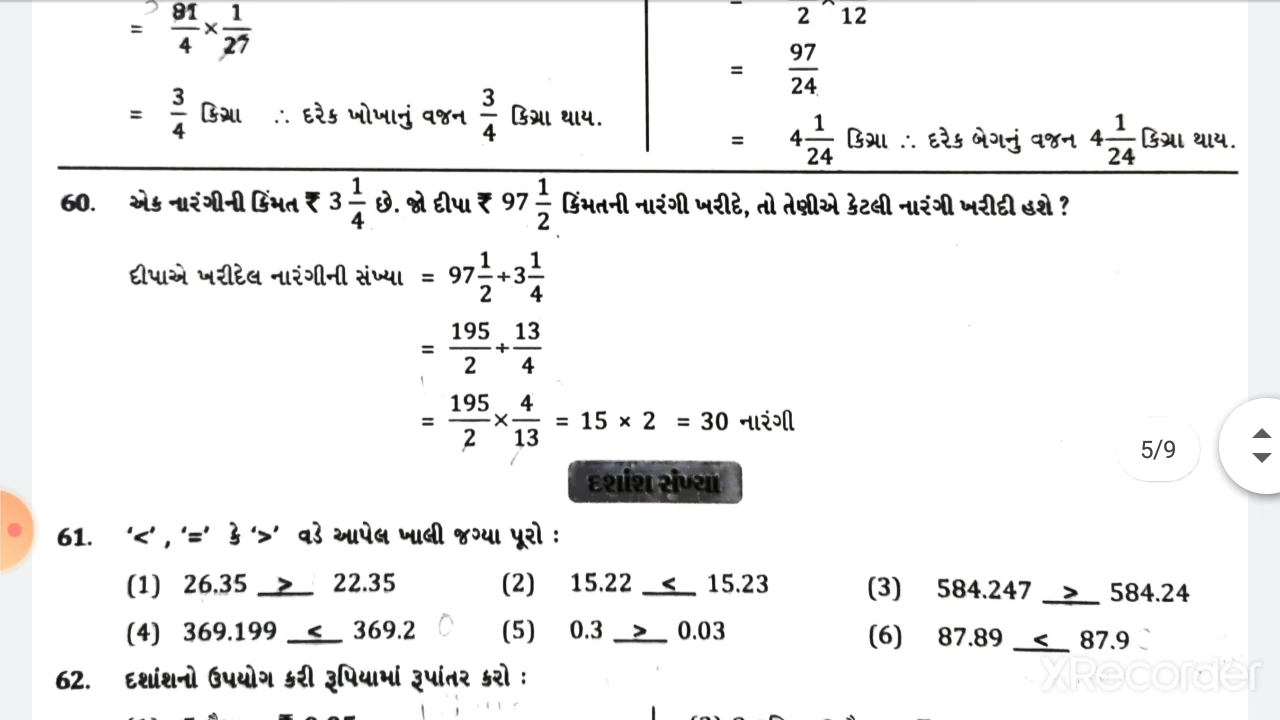 = 81/4 × 1/27
= 3/4 કિગ્રા ∴ દરેક ખોખાનું વજન 3/4 કિગ્રા થાય.
2 × 12
= 97/24
= 4 1/24 કિગ્રા ∴ દરેક બેગનું વજન 4 1/24 કિગ્રા થાય.
60. એક નારંગીની કિંમત ₹ 3 1/4 છે. જો દીપા ₹ 97 1/2 કિંમતની નારંગી ખરીદે, તો તેણીએ કેટલી નારંગી ખરીદી હશે ?
દીપાએ ખરીદેલ નારંગીની સંખ્યા = 97 1/2 ÷ 3 1/4
= 195/2 ÷ 13/4
= 195/2 × 4/13 = 15 × 2 = 30 નારંગી
5/9
દશાંશ સંખ્યા
61. ‘<’ , ‘=’ કે ‘>’ વડે આપેલ ખાલી જગ્યા પૂરો :
(1) 26.35 > 22.35 (2) 15.22 < 15.23 (3) 584.247 > 584.24
(4) 369.199 < 369.2 (5) 0.3 > 0.03 (6) 87.89 < 87.9
XRecorder
62. દશાંશનો ઉપયોગ કરી રૂપિયામાં રૂપાંતર કરો :